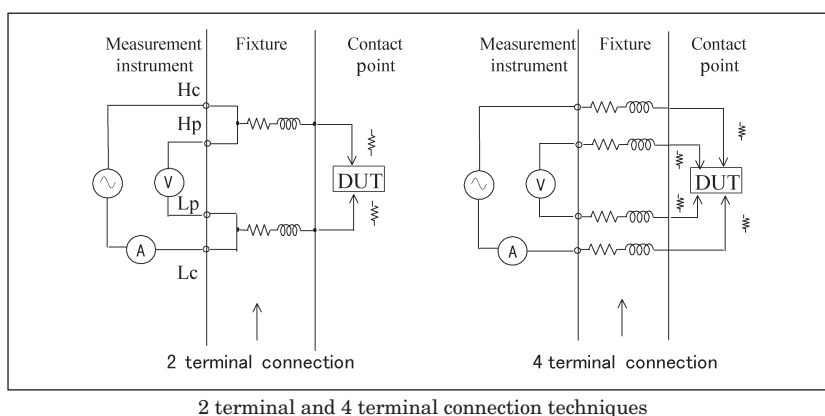 Measurement
instrument
Fixture
Contact
point
Hc
Hp
V
Lp
A
Lc
DUT
2 terminal connection
Measurement
instrument
Fixture
Contact
point
V
A
DUT
4 terminal connection
2 terminal and 4 terminal connection techniques